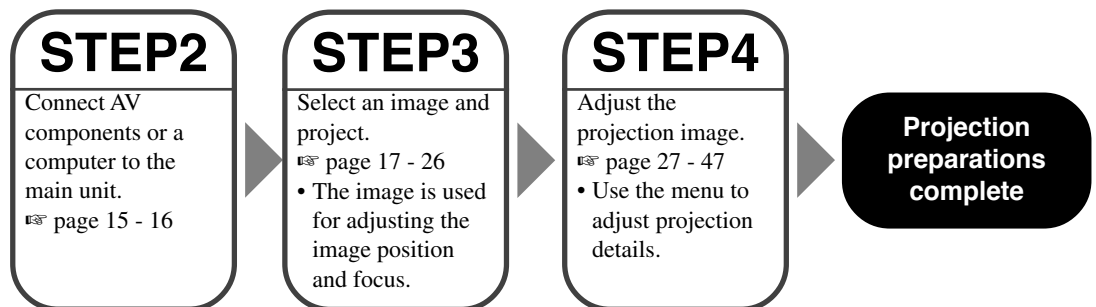 STEP2
Connect AV
components or a
computer to the
main unit.
☞ page 15 - 16
STEP3
Select an image and
project.
☞ page 17 - 26
• The image is used
for adjusting the
image position
and focus.
STEP4
Adjust the
projection image.
☞ page 27 - 47
• Use the menu to
adjust projection
details.
Projection
preparations
complete